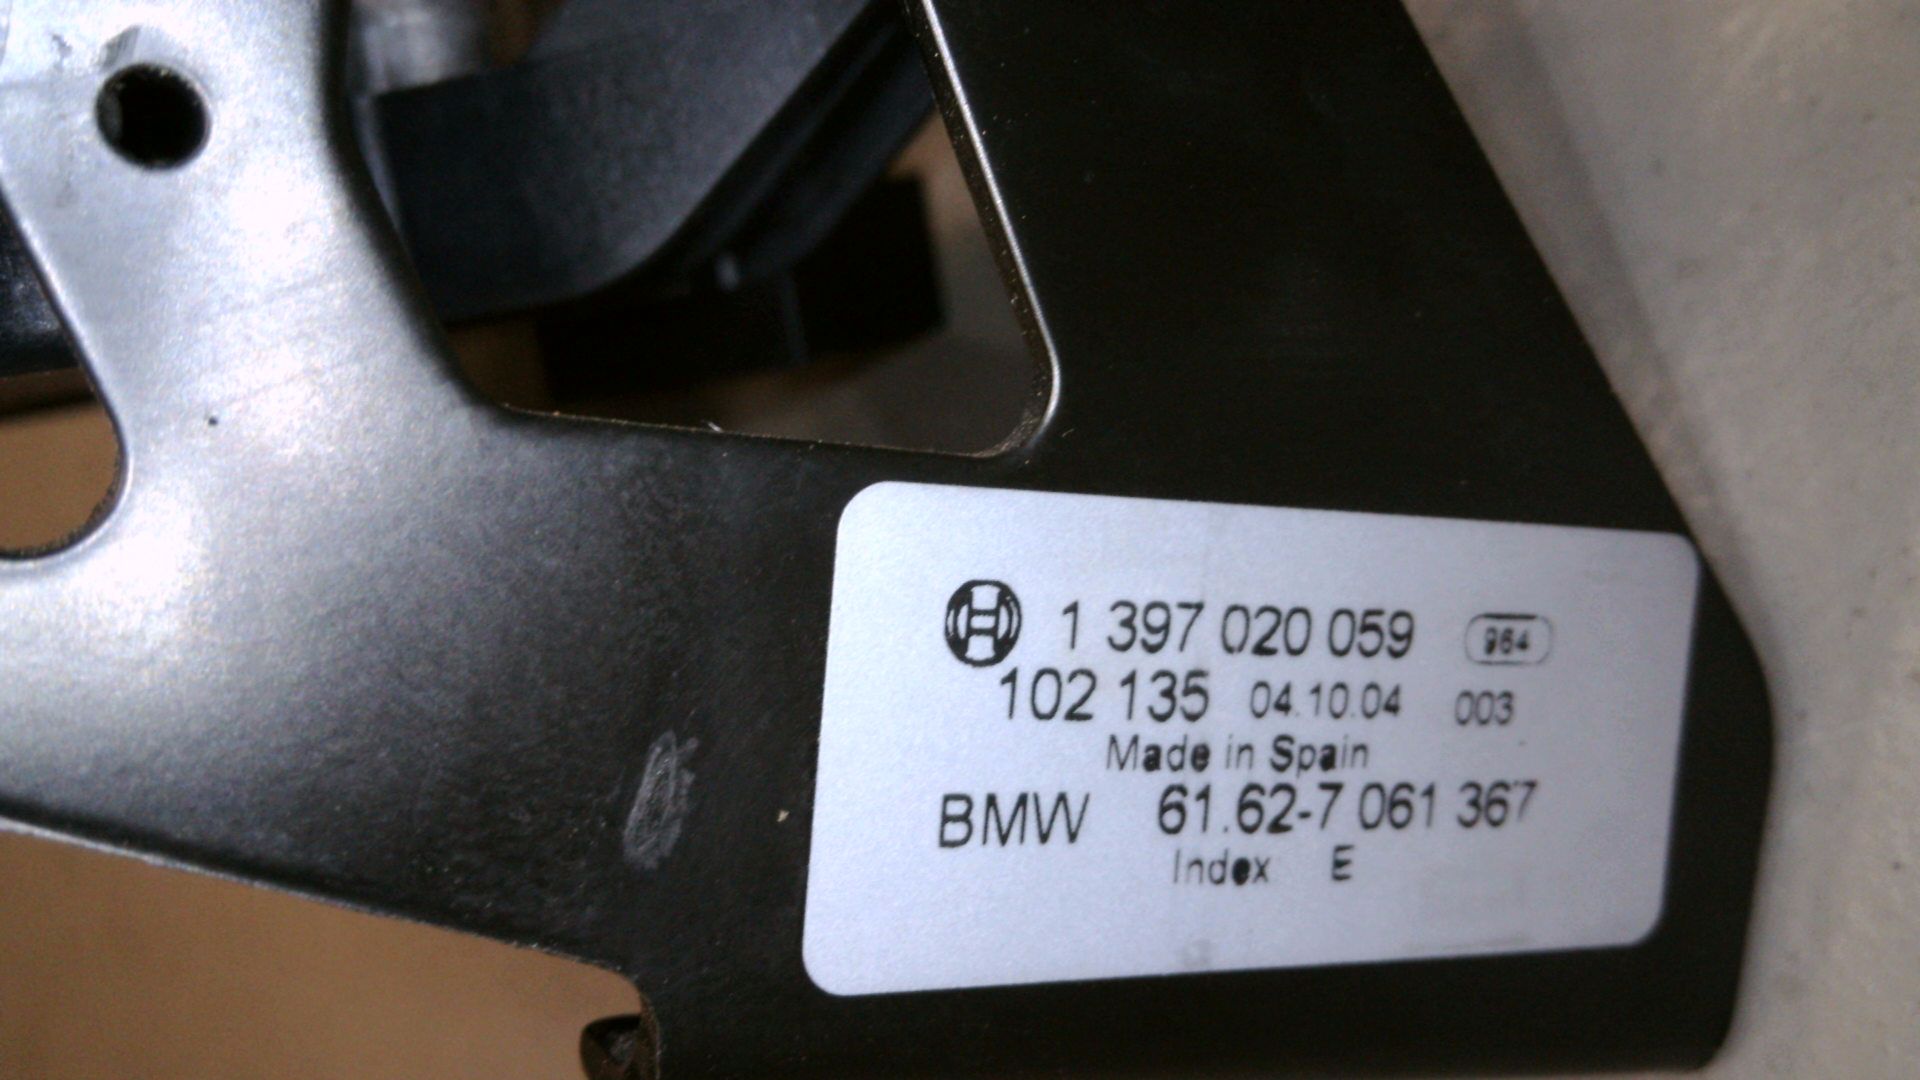 1 397 020 059 964
102 135 04.10.04 003
Made in Spain
BMW 61.62-7 061 367
Index E